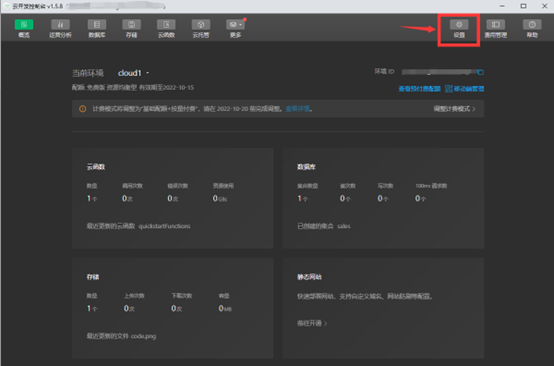 云开发控制台 v1.5.8
概览 运营分析 数据库 存储 云函数 云托管 更多 设置 费用管理 帮助
当前环境 cloud1 环境 ID
配额 免费版 资源均衡型 有效期至2022-10-15 查看预付费配额 移动端管理
计费模式将调整为“基础配额+按量付费”，请在 2022-10-20 前完成调整。查看详情。 调整计费模式 >
云函数
数量 调用次数 错误次数 资源使用
1个 0次 0次 0GBs
最近更新的云函数 quickstartFunctions
数据库
集合数量 读次数 写次数 100ms 请求数
1个 0个 0个 0个
已创建的集合 sales
存储
数量 上传次数 下载次数 容量
1个 0次 0次 0MB
最近更新的文件 code.png
静态网站
快速部署网站，支持自定义域名、网站防刷等配置。
前往开通 >